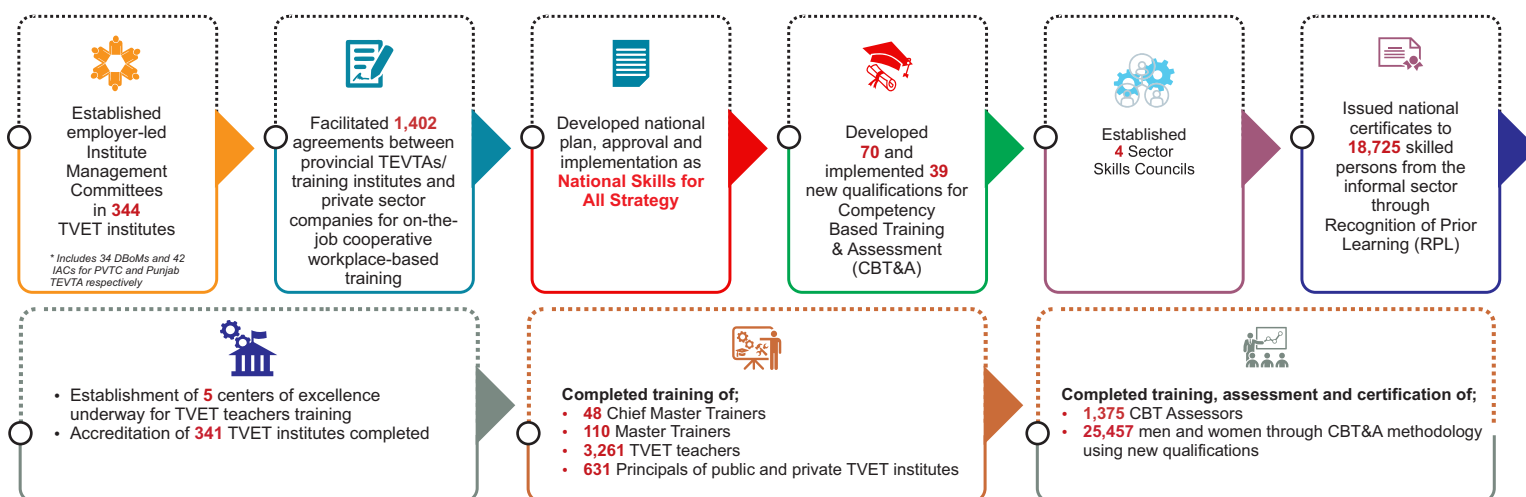 Established
employer-led
Institute
Management
Committees
in 344
TVET institutes
* Includes 34 DBoMs and 42
IACs for PVTC and Punjab
TEVTA respectively
Facilitated 1,402
agreements between
provincial TEVTAs/
training institutes and
private sector
companies for on-the-
job cooperative
workplace-based
training
Developed national
plan, approval and
implementation as
National Skills for
All Strategy
Developed
70 and
implemented 39
new qualifications for
Competency
Based Training
& Assessment
(CBT&A)
Established
4 Sector
Skills Councils
Issued national
certificates to
18,725 skilled
persons from the
informal sector
through
Recognition of Prior
Learning (RPL)
• Establishment of 5 centers of excellence
underway for TVET teachers training
• Accreditation of 341 TVET institutes completed
Completed training of;
• 48 Chief Master Trainers
• 110 Master Trainers
• 3,261 TVET teachers
• 631 Principals of public and private TVET institutes
Completed training, assessment and certification of;
• 1,375 CBT Assessors
• 25,457 men and women through CBT&A methodology
using new qualifications